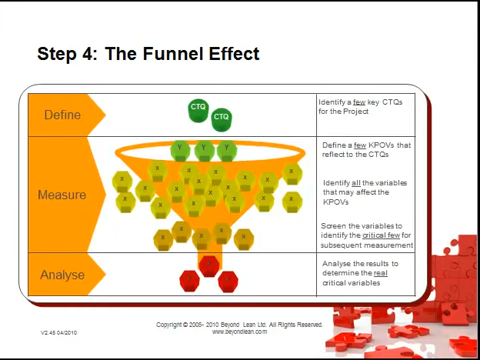 Step 4: The Funnel Effect
Define
CTQ
CTQ
Identify a few key CTQs
for the Project
Measure
Y Y Y
X X X X X X X X X X X X X X X X
X X X X X
Define a few KPOVs that
reflect to the CTQs
Identify all the variables
that may affect the
KPOVs
Screen the variables to
identify the critical few for
subsequent measurement
Analyse
X
X X
Analyse the results to
determine the real
critical variables
V2.45 04/2010
Copyright © 2005- 2010 Beyond Lean Ltd. All Rights Reserved.
www.beyondlean.com